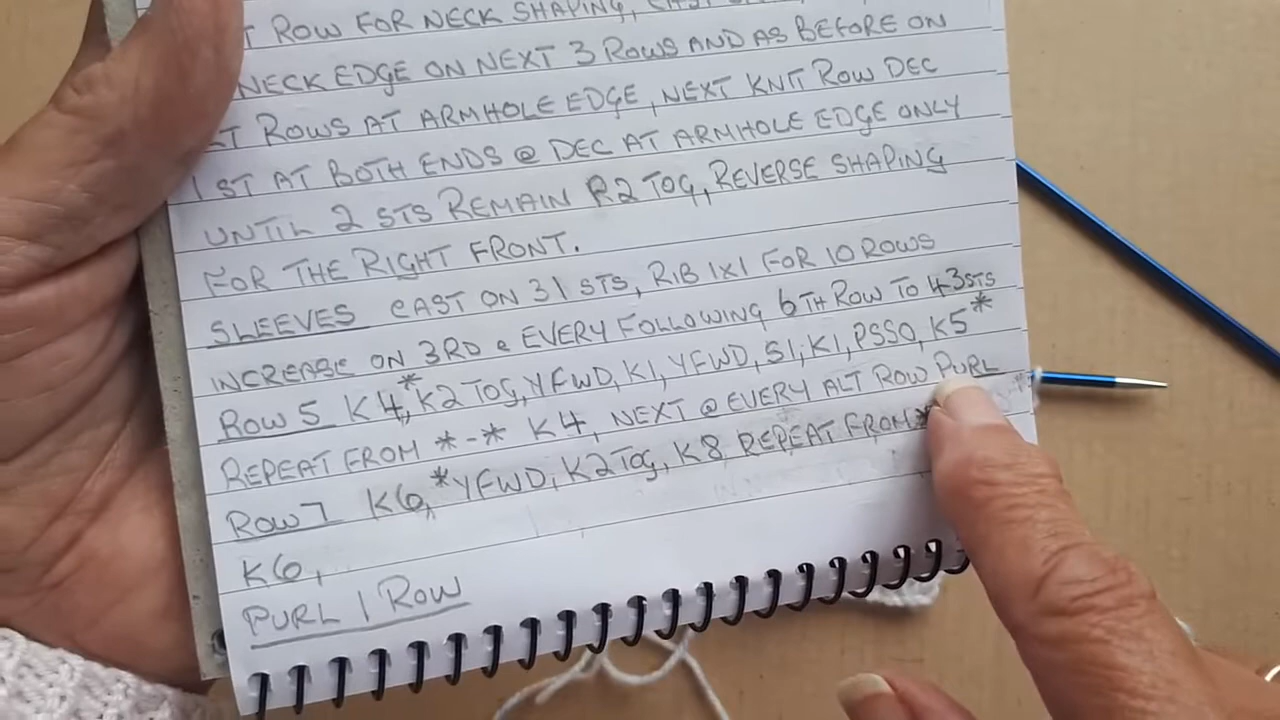 T ROW FOR NECK SHAPING,
NECK EDGE ON NEXT 3 ROWS AND AS BEFORE ON
LT ROWS AT ARMHOLE EDGE, NEXT KNIT ROW DEC
1 ST AT BOTH ENDS @ DEC AT ARMHOLE EDGE ONLY
UNTIL 2 STS REMAIN K2 TOG, REVERSE SHAPING
FOR THE RIGHT FRONT.
SLEEVES CAST ON 31 STS, RIB 1X1 FOR 10 ROWS
INCREASE ON 3RD @ EVERY FOLLOWING 6TH ROW TO 43 STS
ROW 5 K4,* K2 TOG, YFWD, K1, YFWD, S1, K1, PSSO, K5*
REPEAT FROM *-* K4, NEXT @ EVERY ALT ROW PURL
ROW 7 K6, *YFWD, K2 TOG, K8 REPEAT FROM *
K6,
PURL 1 ROW